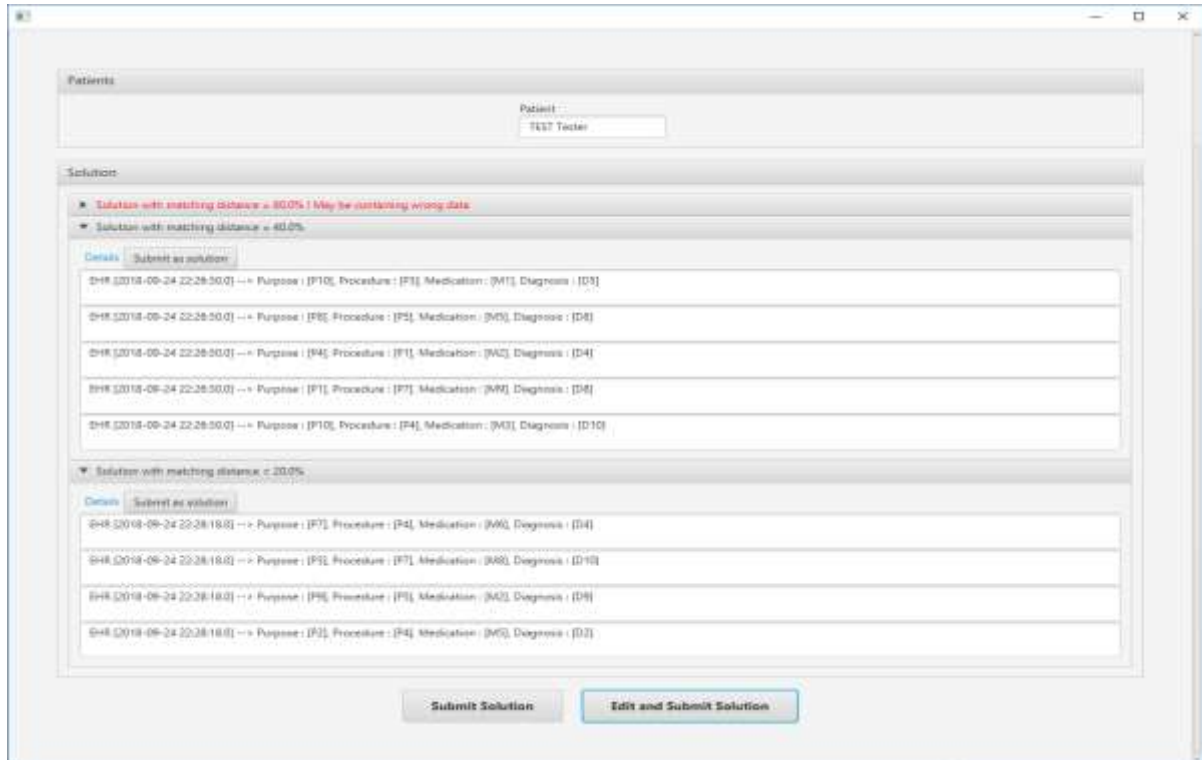 Patients
Patient
TEST Tester
Solution
Solution with matching distance = 80.0% ! May be containing wrong data
Solution with matching distance = 40.0%
Details Submit as solution
EHR [2018-09-24 22:28:50.0] --> Purpose : [P10], Procedure : [P3], Medication : [M1], Diagnosis :
EHR [2018-09-24 22:28:50.0] --> Purpose : [P8], Procedure : [P5], Medication : [M5], Diagnosis :
EHR [2018-09-24 22:28:50.0] --> Purpose : [P4], Procedure : [P1], Medication : [M2], Diagnosis : [D4]
EHR [2018-09-24 22:28:50.0] --> Purpose : [P1], Procedure : [P7], Medication : [M9], Diagnosis :
EHR [2018-09-24 22:28:50.0] --> Purpose : [P10], Procedure : [P4], Medication : [M3], Diagnosis : [D10]
Solution with matching distance = 20.0%
Details Submit as solution
EHR [2018-09-24 22:28:18.0] --> Purpose : [P7], Procedure : [P4], Medication : [M6], Diagnosis : [D4]
EHR [2018-09-24 22:28:18.0] --> Purpose : Procedure : [P7], Medication : [M8], Diagnosis : [D10]
EHR [2018-09-24 22:28:18.0] --> Purpose : [P9], Procedure : Medication : [M2], Diagnosis : [D9]
EHR [2018-09-24 22:28:18.0] --> Purpose : [P2], Procedure : [P4], Medication : [M5], Diagnosis : [D2]
Submit Solution Edit and Submit Solution